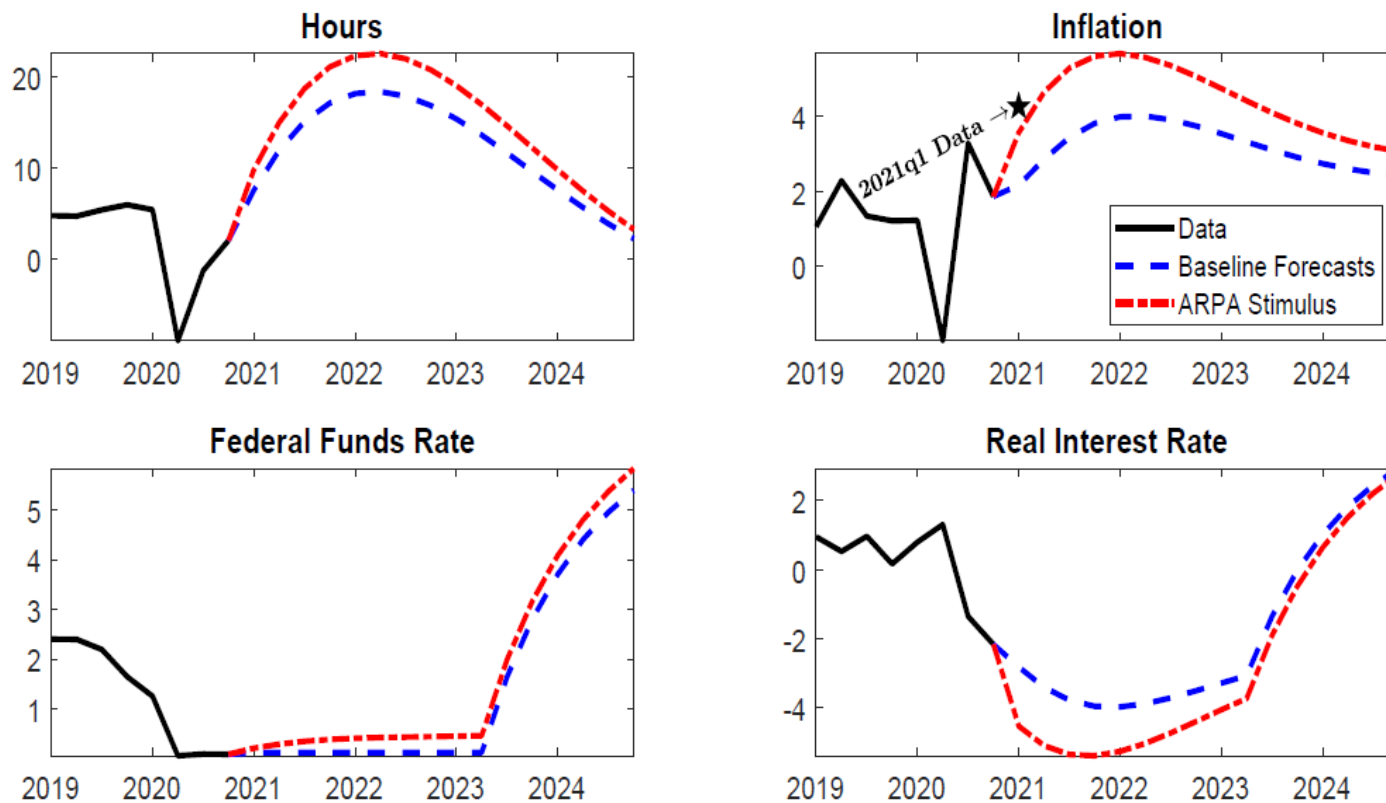 Hours
20
10
0
2019 2020 2021 2022 2023 2024
Inflation
4
2
0
2021q1 Data →
Data
Baseline Forecasts
ARPA Stimulus
2019 2020 2021 2022 2023 2024
Federal Funds Rate
5
4
3
2
1
2019 2020 2021 2022 2023 2024
Real Interest Rate
2
0
-2
-4
2019 2020 2021 2022 2023 2024